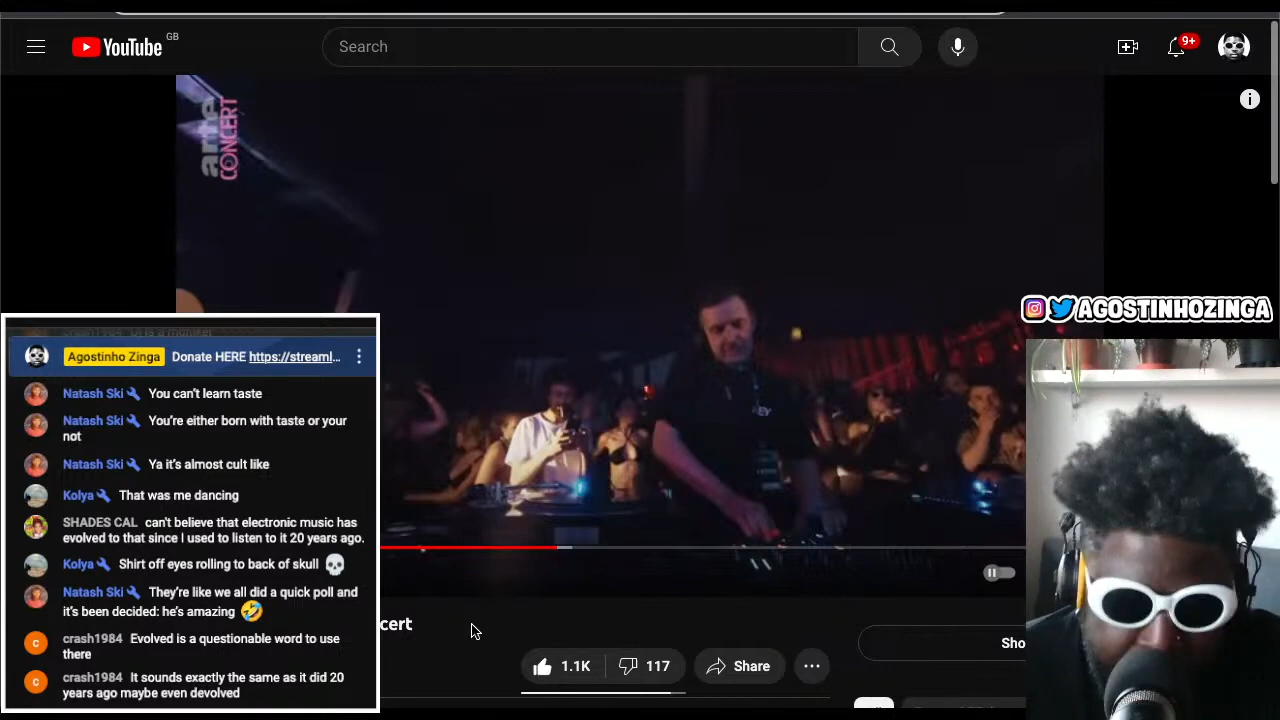 YouTube GB
Search
9+
arte
CONCERT
AGOSTINHOZINGA
Agostinho Zinga Donate HERE https://streaml...
Natash Ski You can't learn taste
Natash Ski You're either born with taste or your
not
Natash Ski Ya it's almost cult like
Kolya That was me dancing
SHADES CAL can't believe that electronic music has
evolved to that since I used to listen to it 20 years ago.
Kolya Shirt off eyes rolling to back of skull 💀
Natash Ski They're like we all did a quick poll and
it's been decided: he's amazing 🤣
crash1984 Evolved is a questionable word to use
there
crash1984 It sounds exactly the same as it did 20
years ago maybe even devolved
cert
1.1K
117
Share
Sho